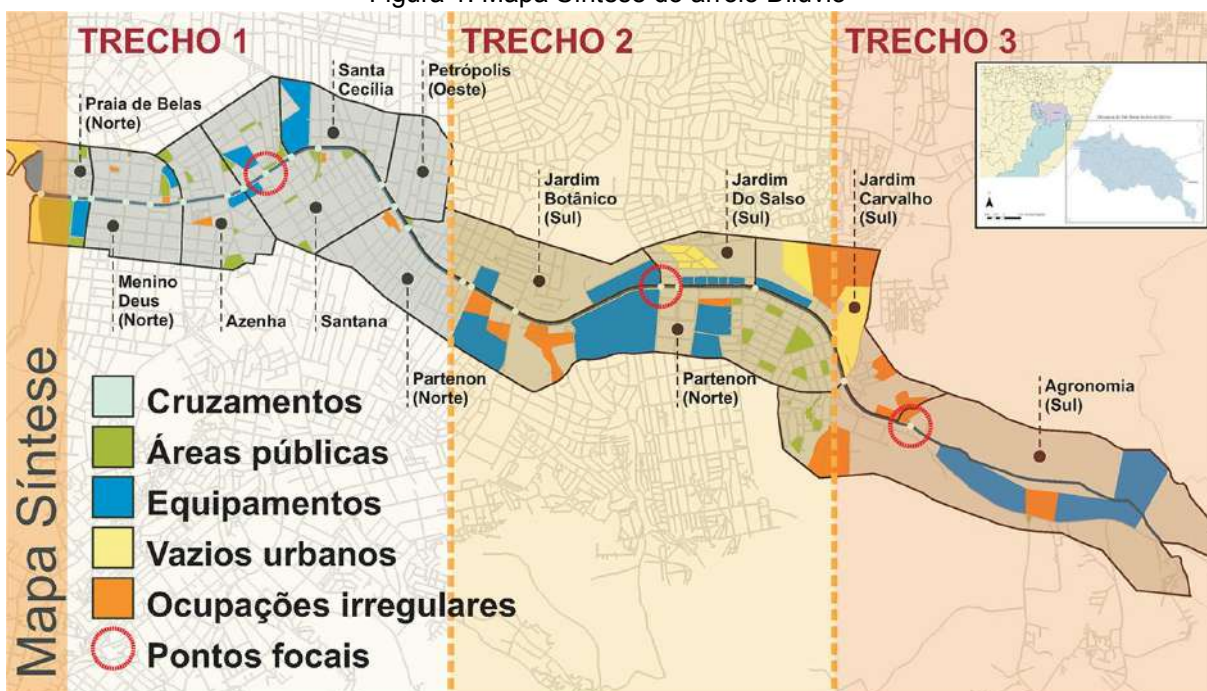 TRECHO 1
TRECHO 2
TRECHO 3
Praia de Belas
(Norte)
Santa
Cecília
Petrópolis
(Oeste)
Jardim
Botânico
(Sul)
Jardim
Do Salso
(Sul)
Jardim
Carvalho
(Sul)
Menino
Deus
(Norte)
Azenha
Santana
Partenon
(Norte)
Partenon
(Norte)
Agronomia
(Sul)
Mapa Síntese
Cruzamentos
Áreas públicas
Equipamentos
Vazios urbanos
Ocupações irregulares
Pontos focais